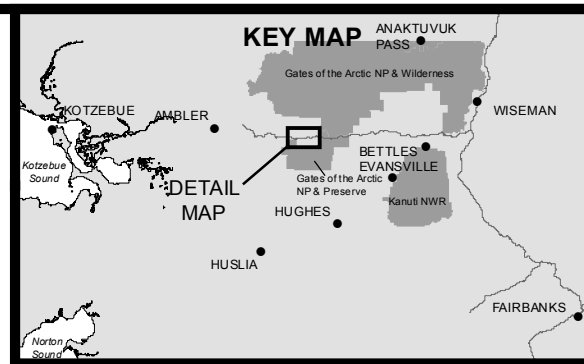 KEY MAP
ANAKTUVUK
PASS
Gates of the Arctic NP & Wilderness
WISEMAN
KOTZEBUE
AMBLER
Kotzebue
Sound
BETTLES
EVANSVILLE
Gates of the Arctic
NP & Preserve
DETAIL
MAP
Kanuti NWR
HUGHES
HUSLIA
FAIRBANKS
Norton
Sound